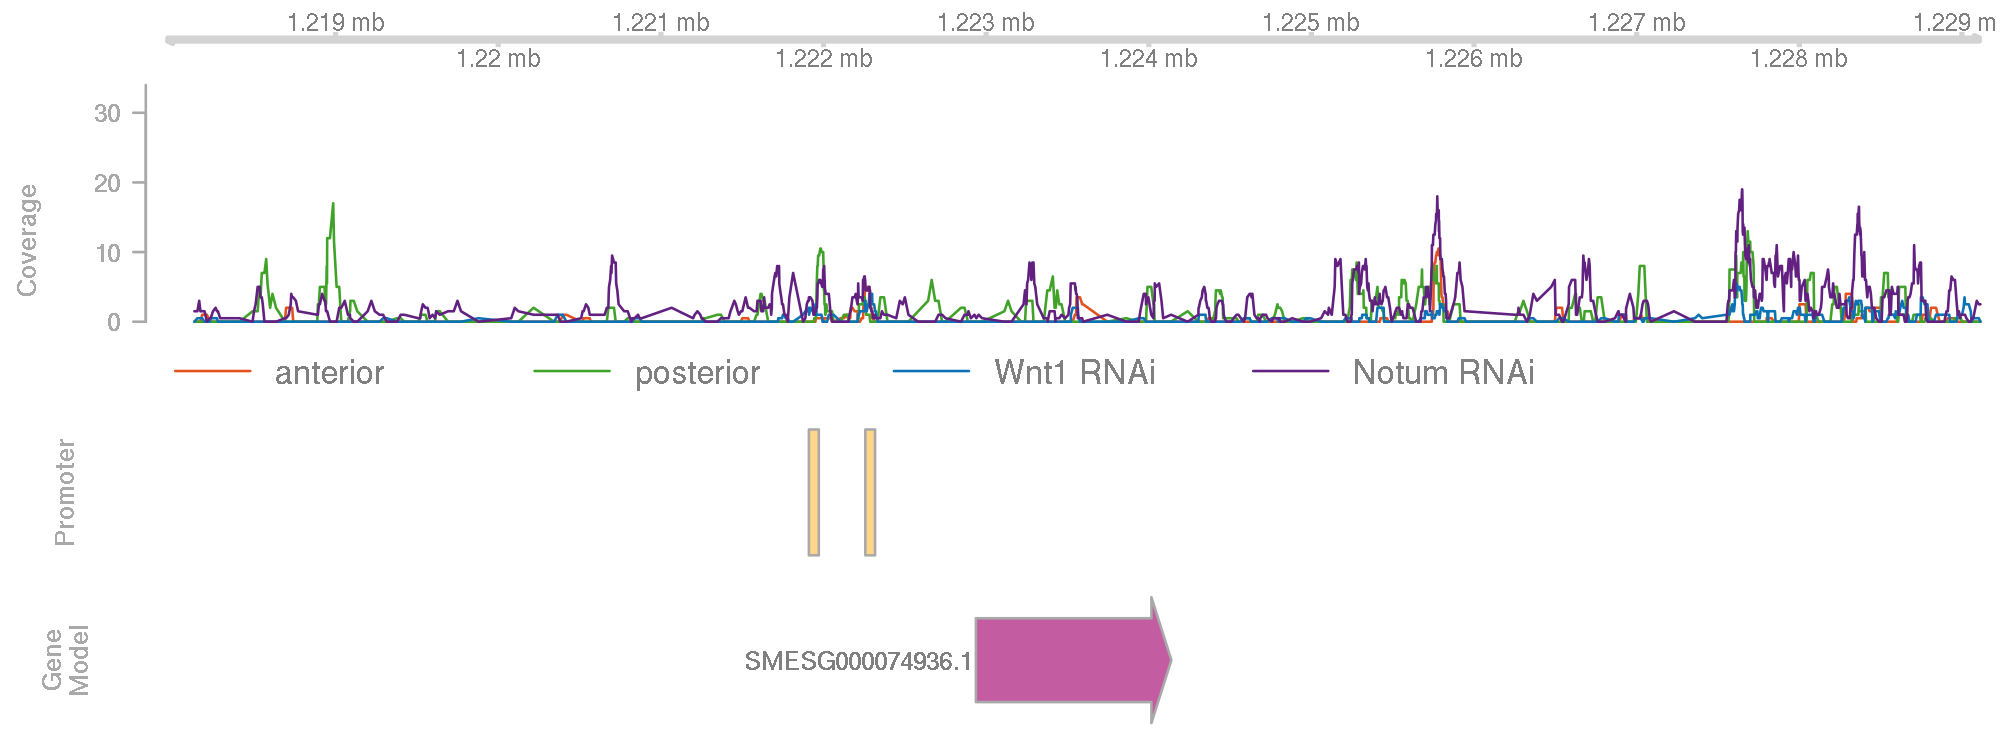 1.219 mb 1.221 mb 1.223 mb 1.225 mb 1.227 mb 1.229 m
1.22 mb 1.222 mb 1.224 mb 1.226 mb 1.228 mb
Coverage
30
20
10
0
anterior posterior Wnt1 RNAi Notum RNAi
Promoter
Gene
Model
SMESG000074936.1